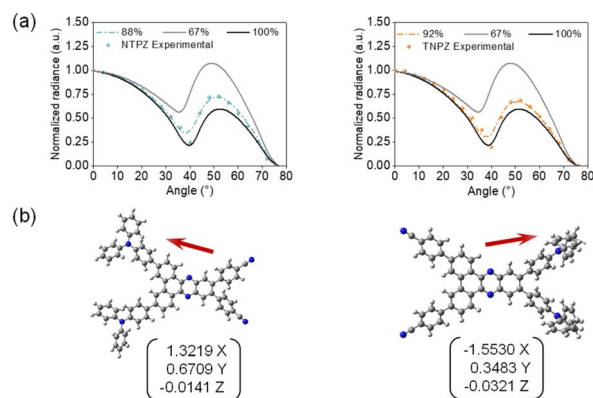 (a)
88% 67% 100%
NTPZ Experimental
Normalized radiance (a.u.)
1.50
1.25
1.00
0.75
0.50
0.25
0.00
0 10 20 30 40 50 60 70 80
Angle (°)
92% 67% 100%
TNPZ Experimental
Normalized radiance (a.u.)
1.50
1.25
1.00
0.75
0.50
0.25
0.00
0 10 20 30 40 50 60 70 80
Angle (°)
(b)
1.3219 X
0.6709 Y
-0.0141 Z
-1.5530 X
0.3483 Y
-0.0321 Z